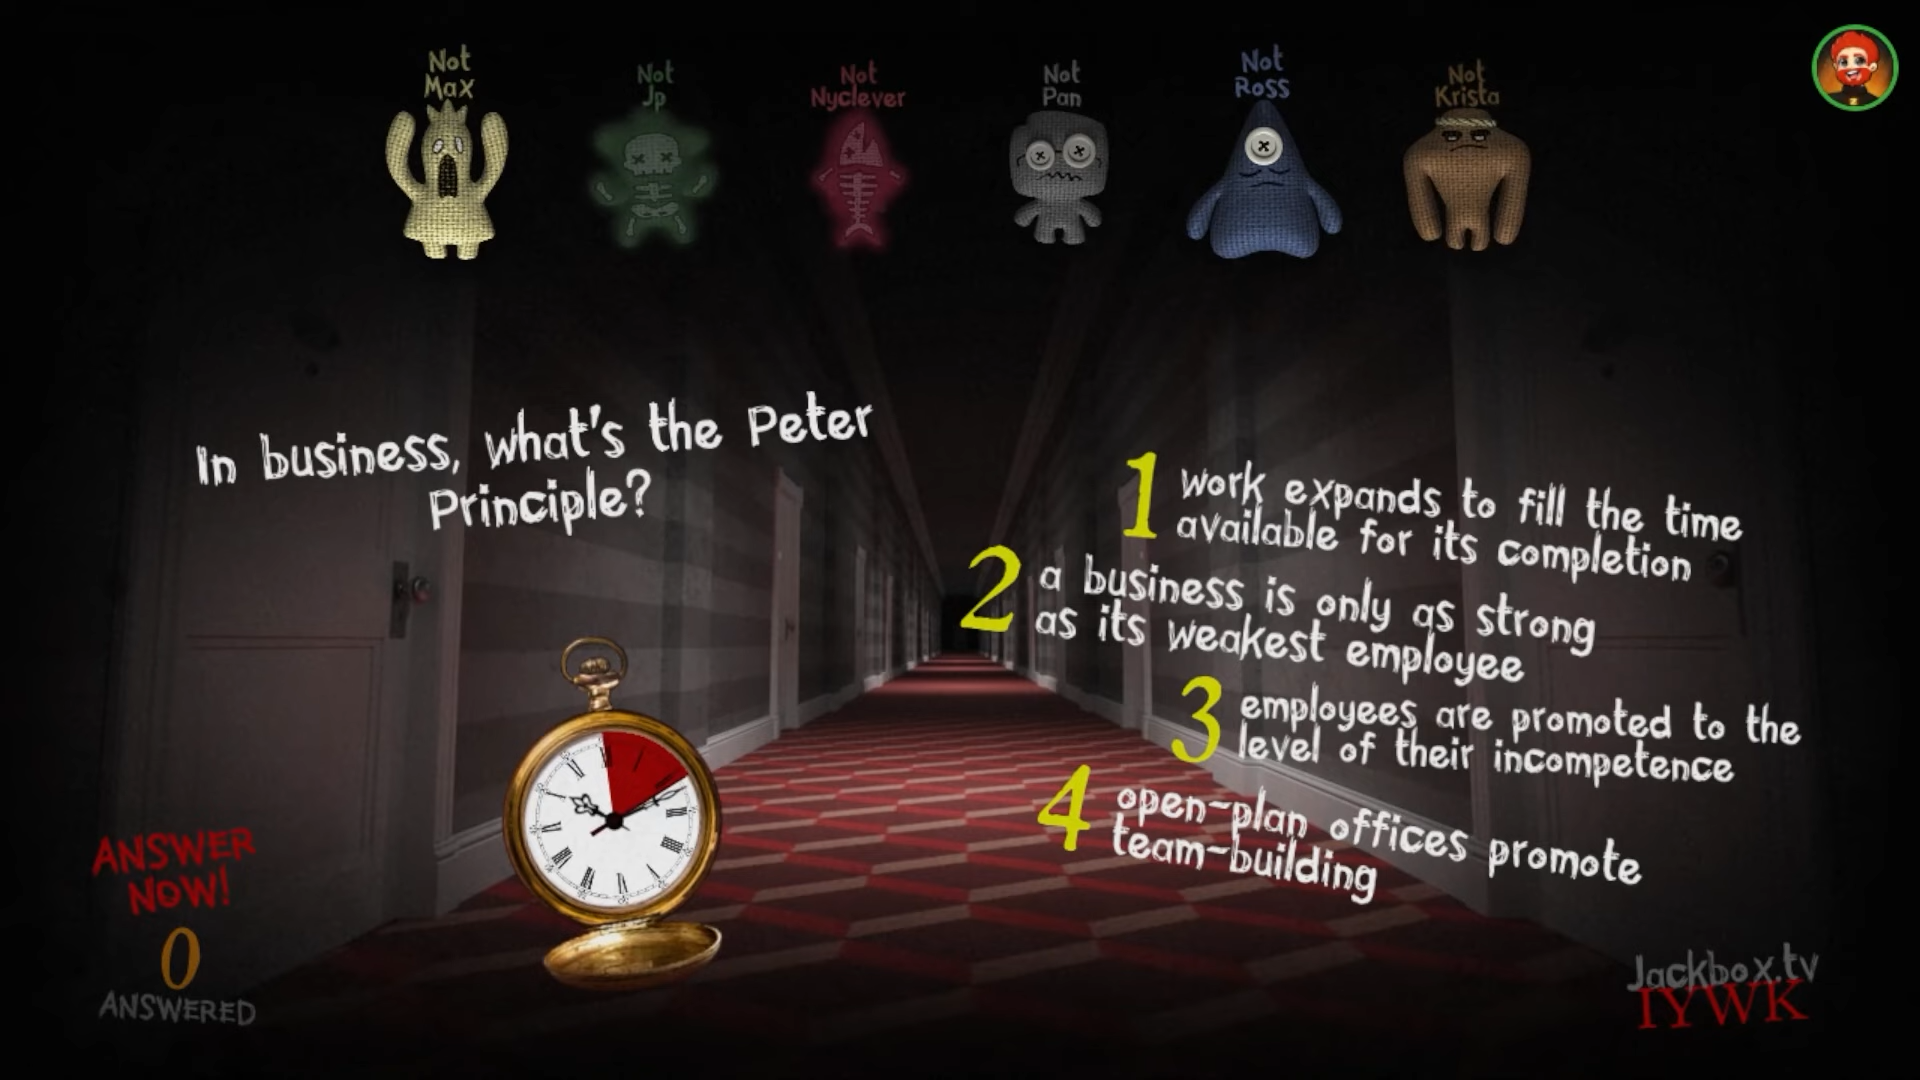 Not
Max
Not
Jp
Not
Nyclever
Not
Pan
Not
Ross
Not
Krista
In business, what's the Peter
Principle?
1 work expands to fill the time
available for its completion
2 a business is only as strong
as its weakest employee
3 employees are promoted to the
level of their incompetence
4 open-plan offices promote
team-building
ANSWER
NOW!
0
ANSWERED
Jackbox.tv
IYWK